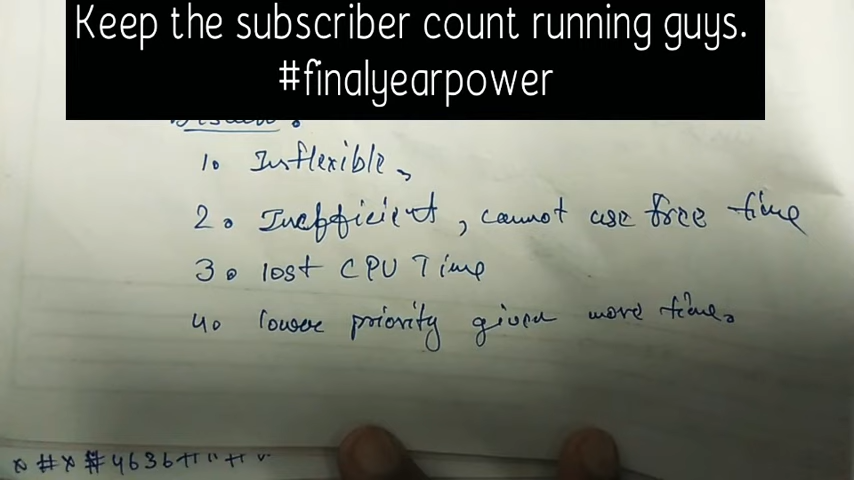 Keep the subscriber count running guys.
#finalyearpower
1. Inflexible,
2. Inefficient, cannot use free time
3. lost CPU Time
4. lower priority given more time.
*#*#4636#